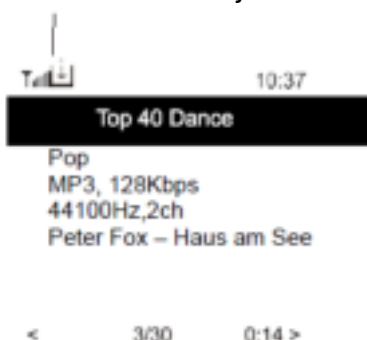 10:37
Top 40 Dance
Pop
MP3, 128Kbps
44100Hz,2ch
Peter Fox – Haus am See
< 3/30 0:14 >